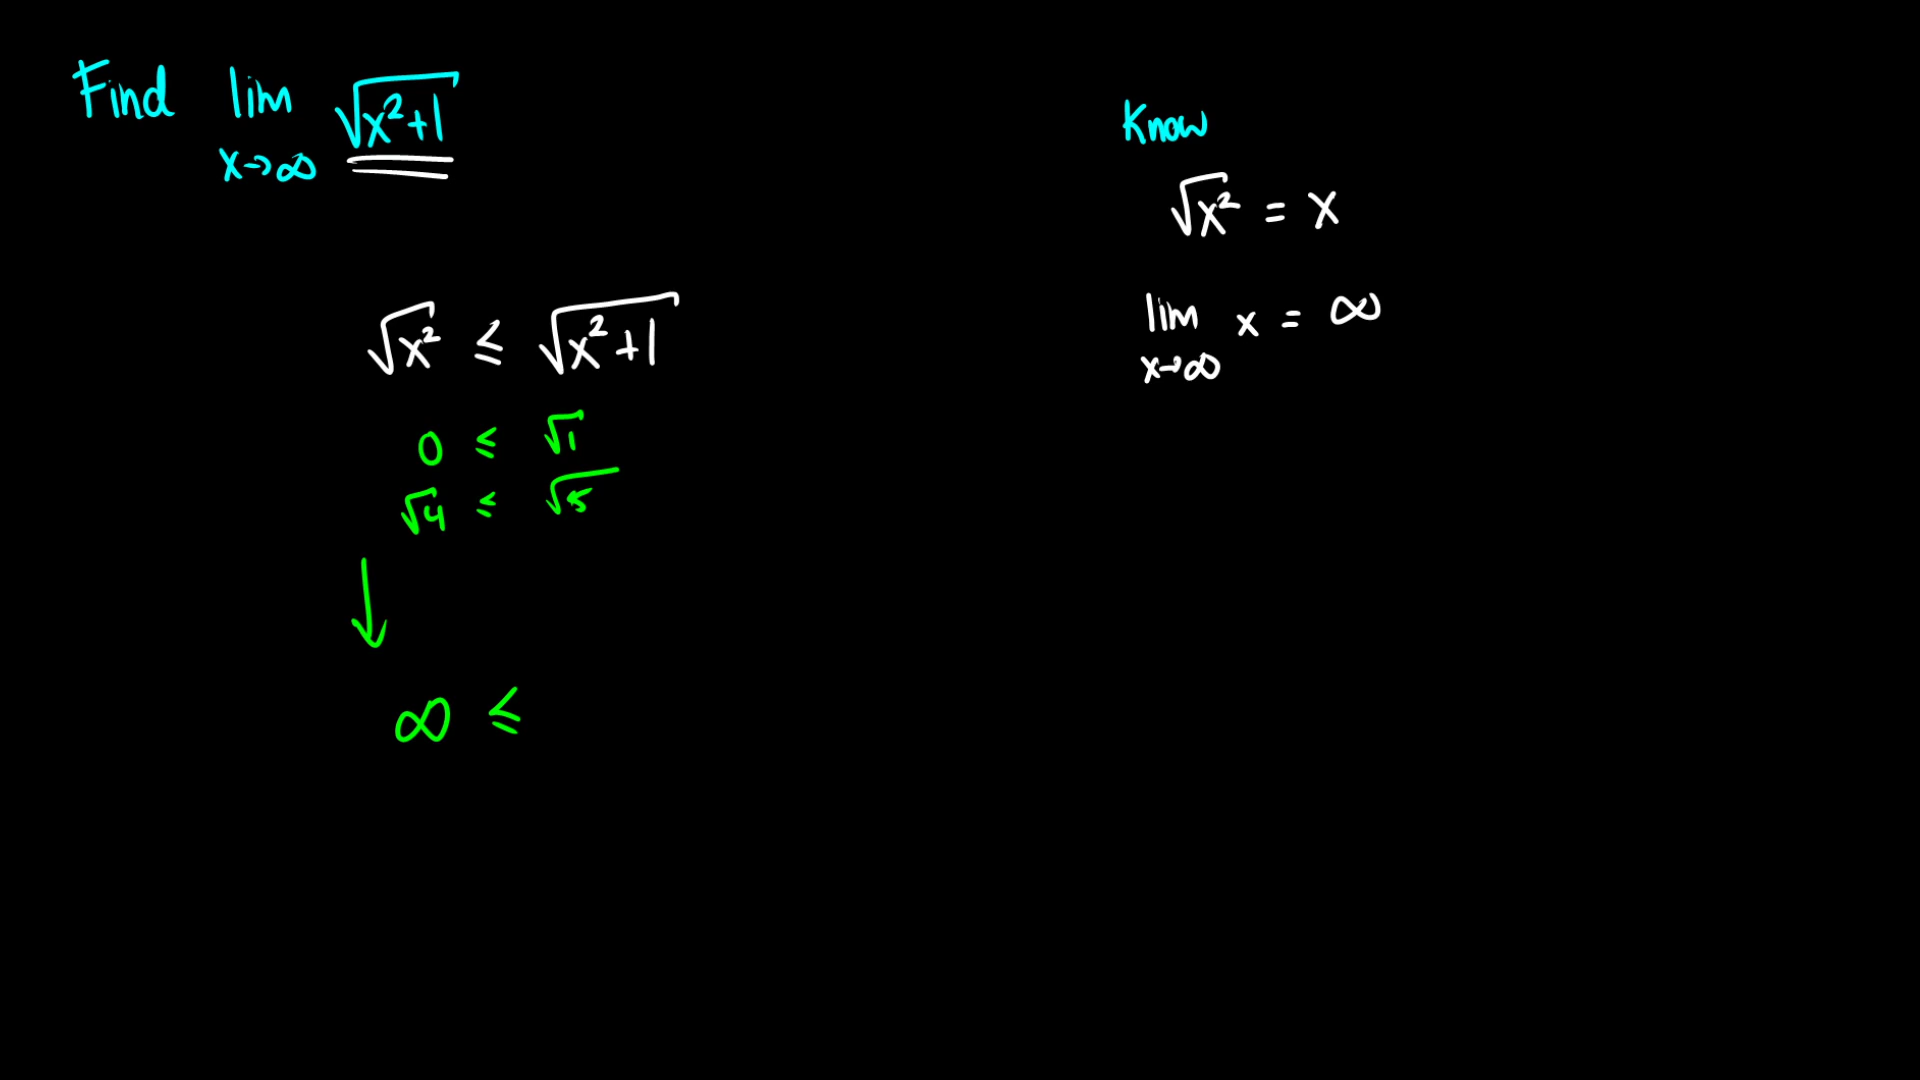 Find lim √(x²+1)
x→∞
√x² ≤ √(x²+1)
0 ≤ √1
√4 ≤ √5
↓
∞ ≤
Know
√x² = x
lim x = ∞
x→∞